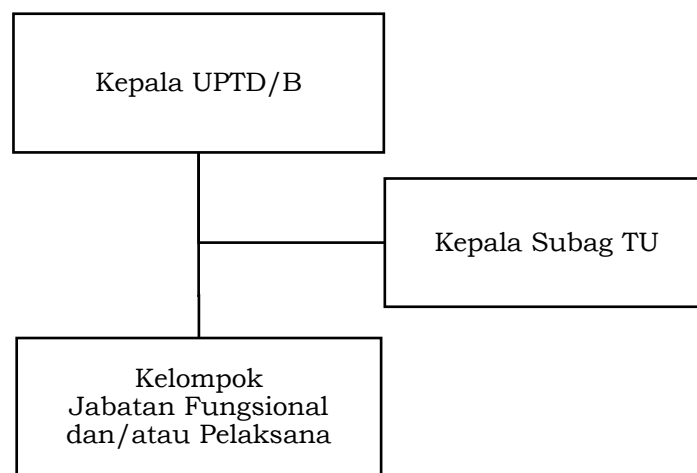 Kepala UPTD/B
Kepala Subag TU
Kelompok
Jabatan Fungsional
dan/atau Pelaksana